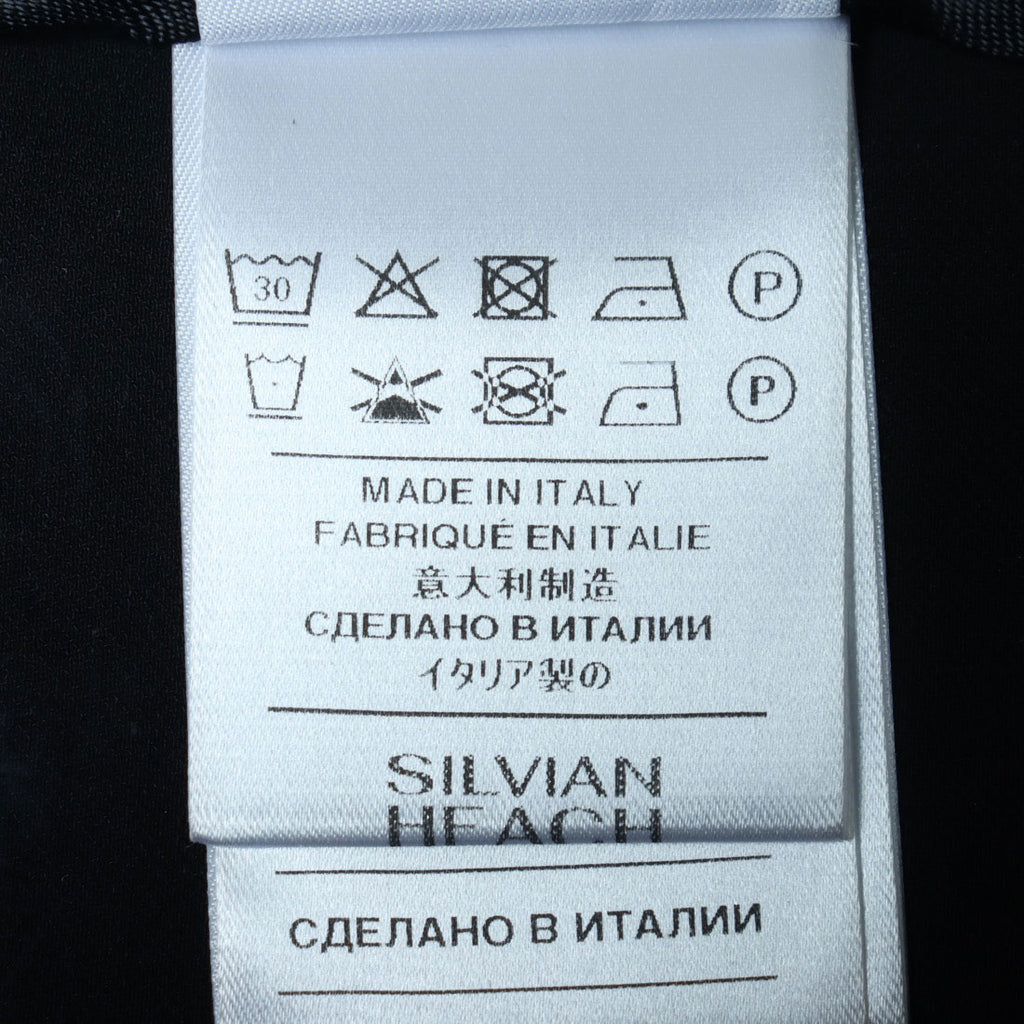 30
P
P
MADE IN ITALY
FABRIQUÉ EN ITALIE
意大利制造
СДЕЛАНО В ИТАЛИИ
イタリア製の
SILVIAN
HEACH
СДЕЛАНО В ИТАЛИИ